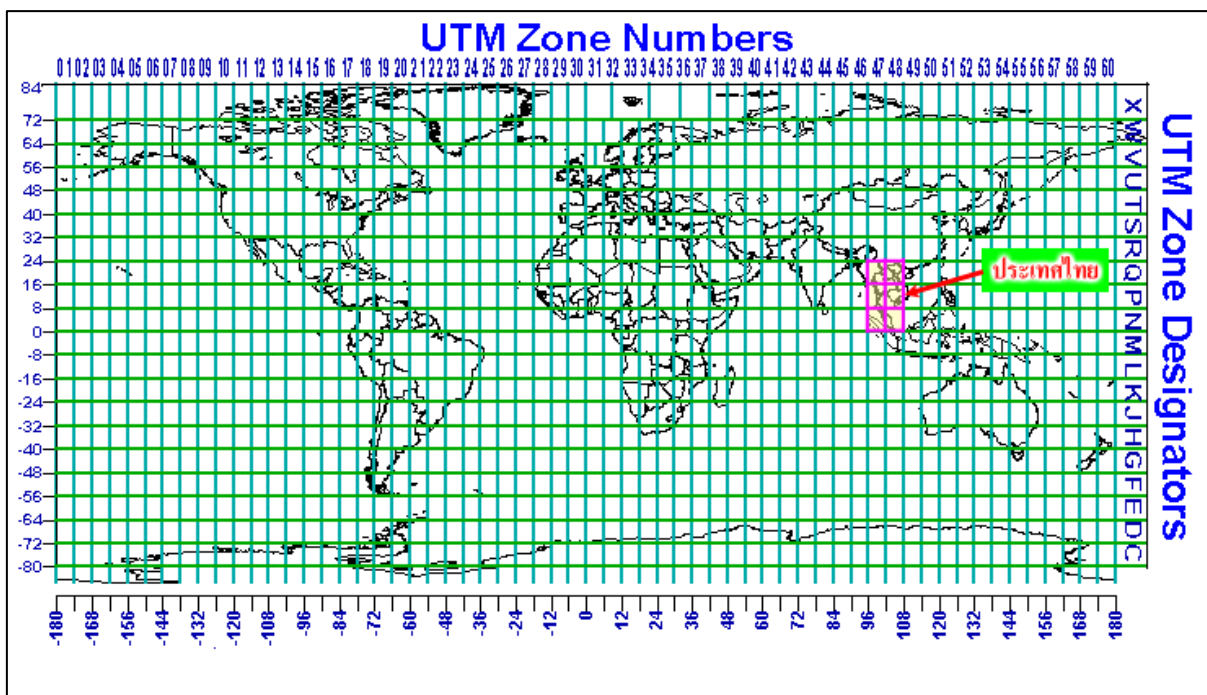 UTM Zone Numbers
0 01 02 03 04 05 06 07 08 09 10 11 12 13 14 15 16 17 18 19 20 21 22 23 24 25 26 27 28 29 30 31 32 33 34 35 36 37 38 39 40 41 42 43 44 45 46 47 48 49 50 51 52 53 54 55 56 57 58 59 60
84
72
64
56
48
40
32
24
16
8
0
-8
-16
-24
-32
-40
-48
-56
-64
-72
-80
ประเทศไทย
X
W
V
U
T
S
R
Q
P
N
M
L
K
J
H
G
F
E
D
C
UTM Zone Designators
-180 -168 -156 -144 -132 -120 -108 -96 -84 -72 -60 -48 -36 -24 -12 0 12 24 36 48 60 72 84 96 108 120 132 144 156 168 180